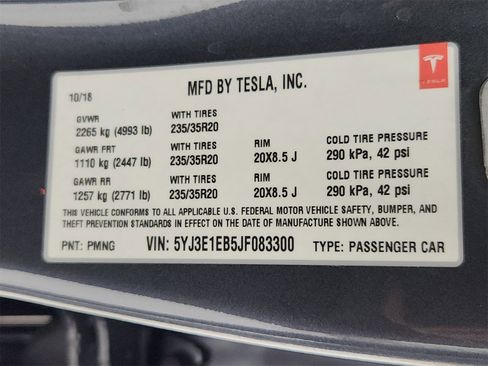 MFD BY TESLA, INC.
TESLA
10/18
GVWR WITH TIRES
2265 kg (4993 lb) 235/35R20
GAWR FRT WITH TIRES RIM COLD TIRE PRESSURE
1110 kg (2447 lb) 235/35R20 20X8.5 J 290 kPa, 42 psi
GAWR RR WITH TIRES RIM COLD TIRE PRESSURE
1257 kg (2771 lb) 235/35R20 20X8.5 J 290 kPa, 42 psi
THIS VEHICLE CONFORMS TO ALL APPLICABLE U.S. FEDERAL MOTOR VEHICLE SAFETY, BUMPER, AND
THEFT PREVENTION STANDARDS IN EFFECT ON THE DATE OF MANUFACTURE SHOWN ABOVE.
PNT: PMNG VIN: 5YJ3E1EB5JF083300 TYPE: PASSENGER CAR